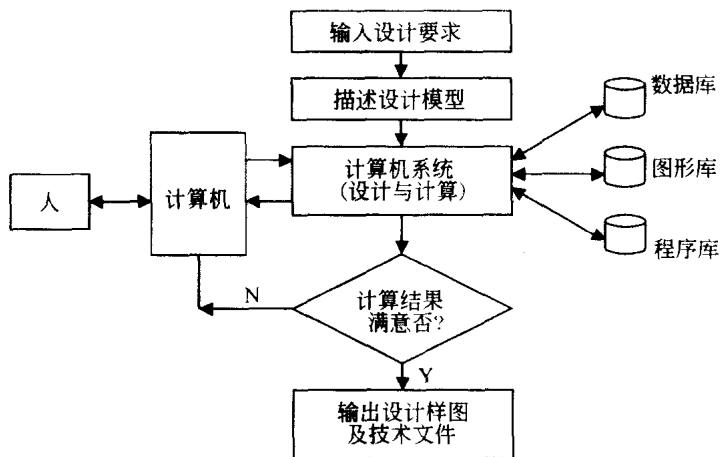 输入设计要求
描述设计模型
数据库
计算机系统
(设计与计算)
图形库
人
计算机
程序库
N
计算结果
满意否?
Y
输出设计样图
及技术文件